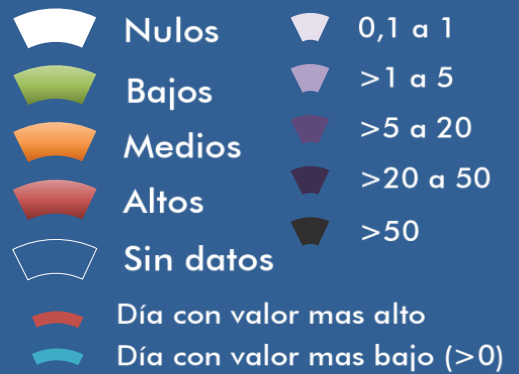 Nulos
Bajos
Medios
Altos
Sin datos
0,1 a 1
>1 a 5
>5 a 20
>20 a 50
>50
Día con valor mas alto
Día con valor mas bajo (>0)